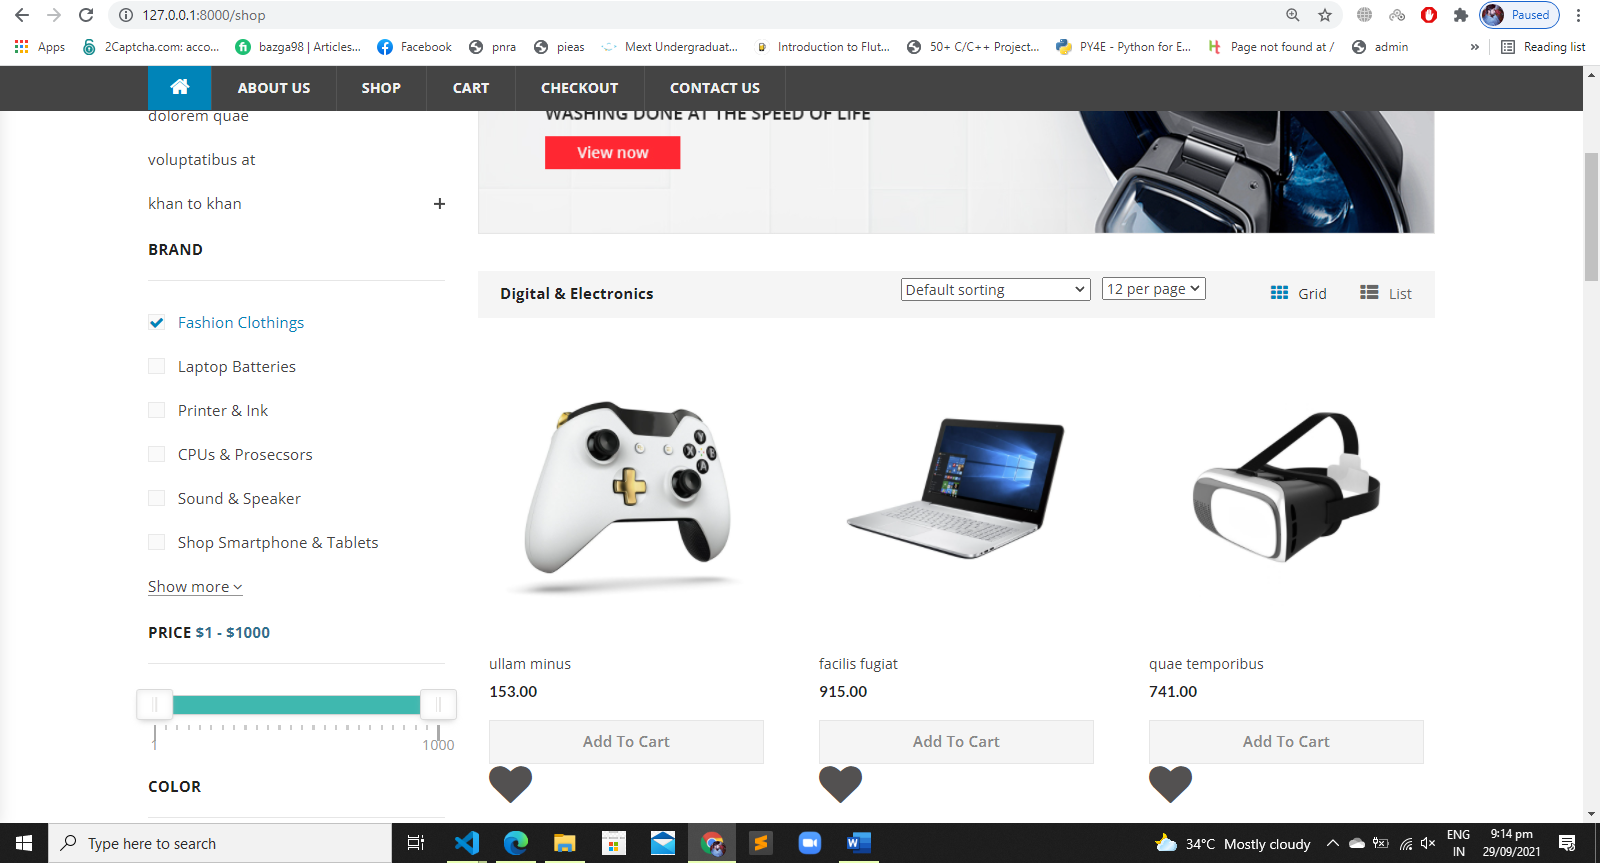 127.0.0.1:8000/shop
Paused
Apps
2Captcha.com: acco...
bazga98 | Articles...
Facebook
pnra
pieas
Mext Undergraduat...
Introduction to Flut...
50+ C/C++ Project...
PY4E - Python for E...
Page not found at /
admin
»
Reading list
ABOUT US
SHOP
CART
CHECKOUT
CONTACT US
dolorem quae
voluptatibus at
khan to khan +
WASHING DONE AT THE SPEED OF LIFE
View now
BRAND
Fashion Clothings
Laptop Batteries
Printer & Ink
CPUs & Prosecsors
Sound & Speaker
Shop Smartphone & Tablets
Show more
PRICE $1 - $1000
1
1000
COLOR
Digital & Electronics
Default sorting
12 per page
Grid
List
Y
X
B
A
ullam minus
153.00
Add To Cart
facilis fugiat
915.00
Add To Cart
quae temporibus
741.00
Add To Cart
Type here to search
34°C Mostly cloudy
ENG
IN
9:14 pm
29/09/2021